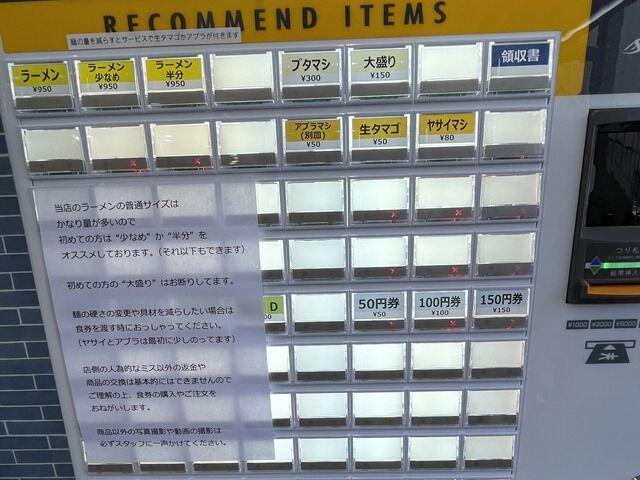 RECOMMEND ITEMS
麺の量を減らすとサービスで生タマゴかアブラが付きます
ラーメン
¥950
ラーメン
少なめ
¥950
ラーメン
半分
¥950
ブタマシ
¥300
大盛り
¥150
領収書
アブラマシ
(別皿)
¥50
生タマゴ
¥50
ヤサイマシ
¥80
当店のラーメンの普通サイズは
かなり量が多いので
初めての方は“少なめ”か“半分”を
オススメしております。（それ以下もできます）
初めての方の“大盛り”はお断りしてます。
麺の硬さの変更や具材を減らしたい場合は
食券を渡す時におっしゃってください。
（ヤサイとアブラは最初に少しのってます）
店側の人為的なミス以外の返金や
商品の交換は基本的にはできませんので
ご理解の上、食券の購入やご注文を
おねがいします。
商品以外の写真撮影や動画の撮影は
必ずスタッフに一声かけてください。
D
00
50円券
¥50
100円券
¥100
150円券
¥150
つり札
¥1000 ¥2000 ¥5000